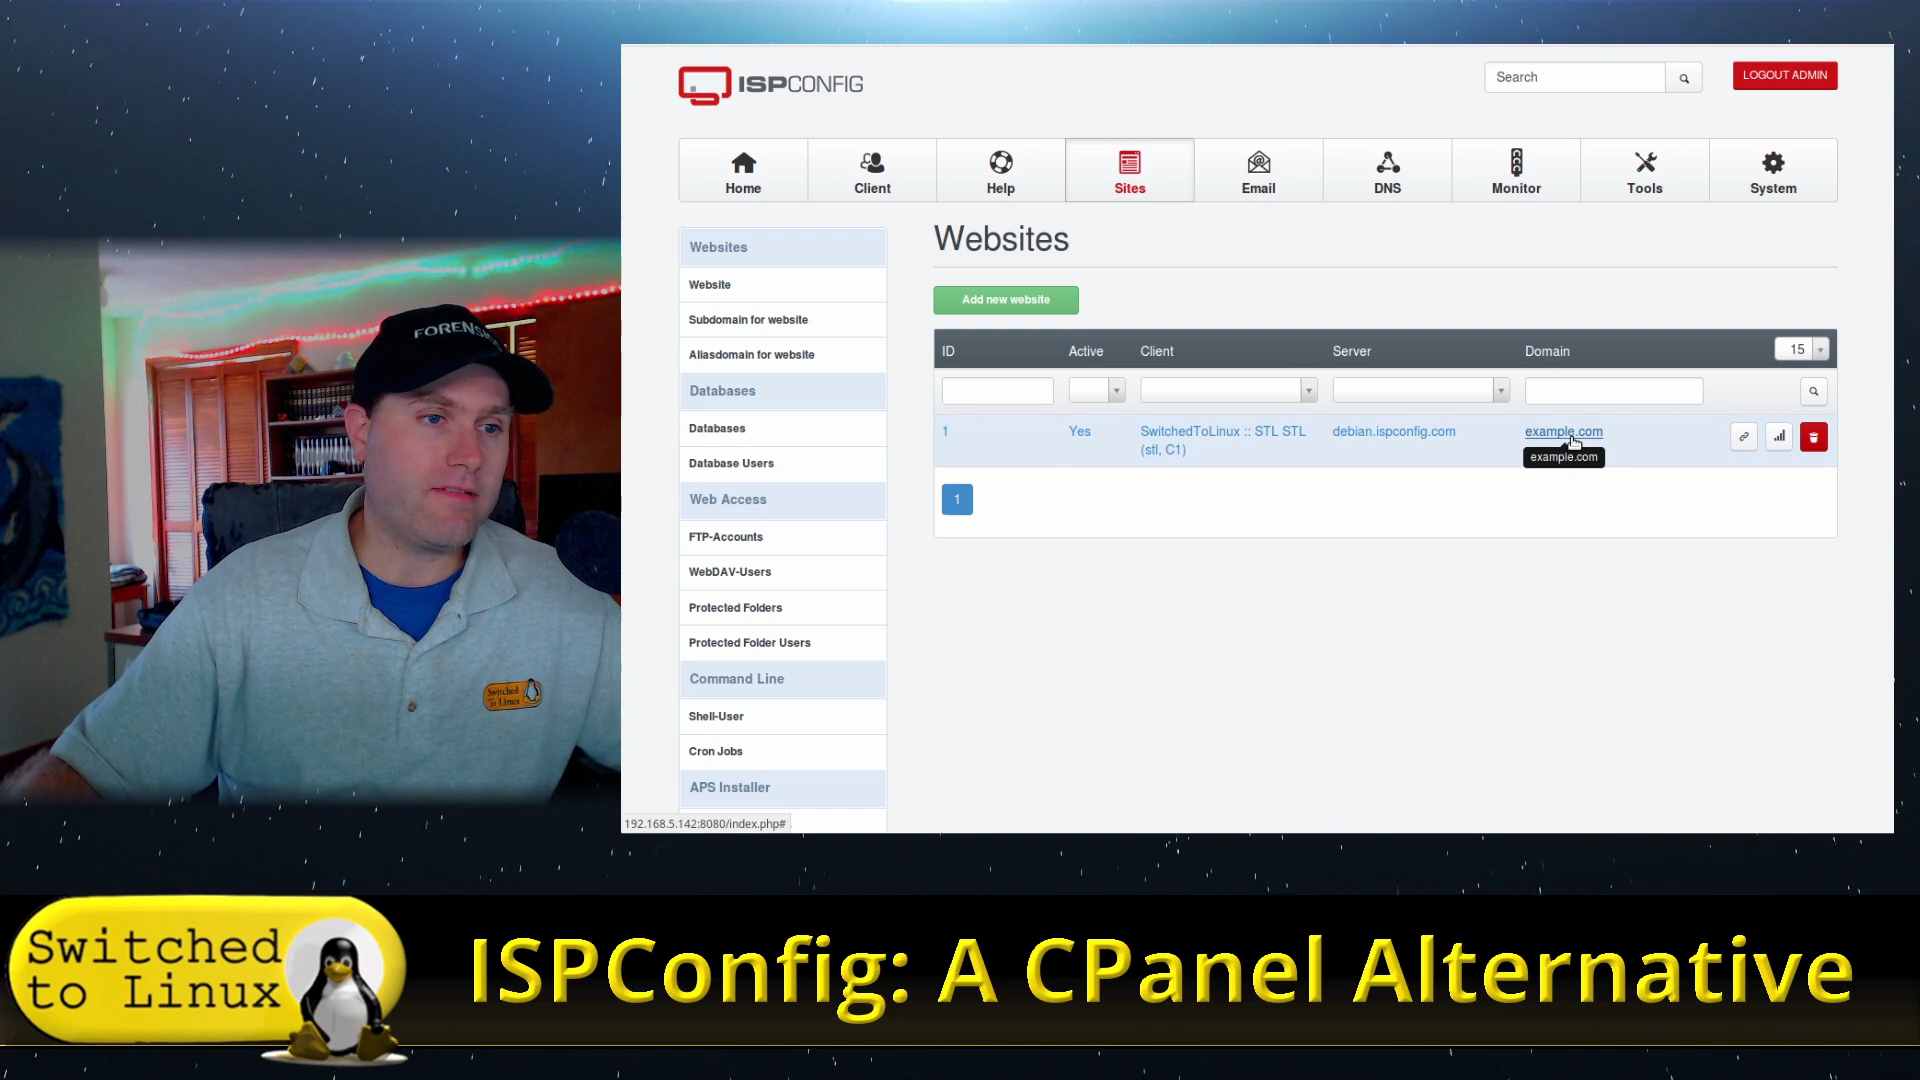 ISPCONFIG
Search
LOGOUT ADMIN
Home
Client
Help
Sites
Email
DNS
Monitor
Tools
System
Websites
Website
Subdomain for website
Aliasdomain for website
Databases
Databases
Database Users
Web Access
FTP-Accounts
WebDAV-Users
Protected Folders
Protected Folder Users
Command Line
Shell-User
Cron Jobs
APS Installer
192.168.5.142:8080/index.php#
Websites
Add new website
ID Active Client Server Domain 15
1 Yes SwitchedToLinux :: STL STL debian.ispconfig.com example.com
(stl, C1)
example.com
1
Switched
to Linux
Switched
to Linux
ISPConfig: A CPanel Alternative